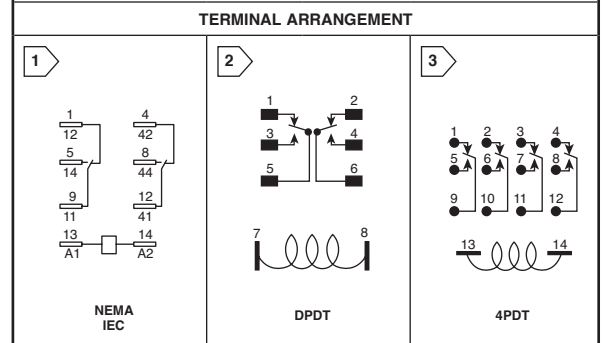 TERMINAL ARRANGEMENT
1
1 4
12 42
5 8
14 44
9 12
11 41
13 14
A1 A2
NEMA
IEC
2
1 2
3 4
5 6
7 8
DPDT
3
1 2 3 4
5 6 7 8
9 10 11 12
13 14
4PDT